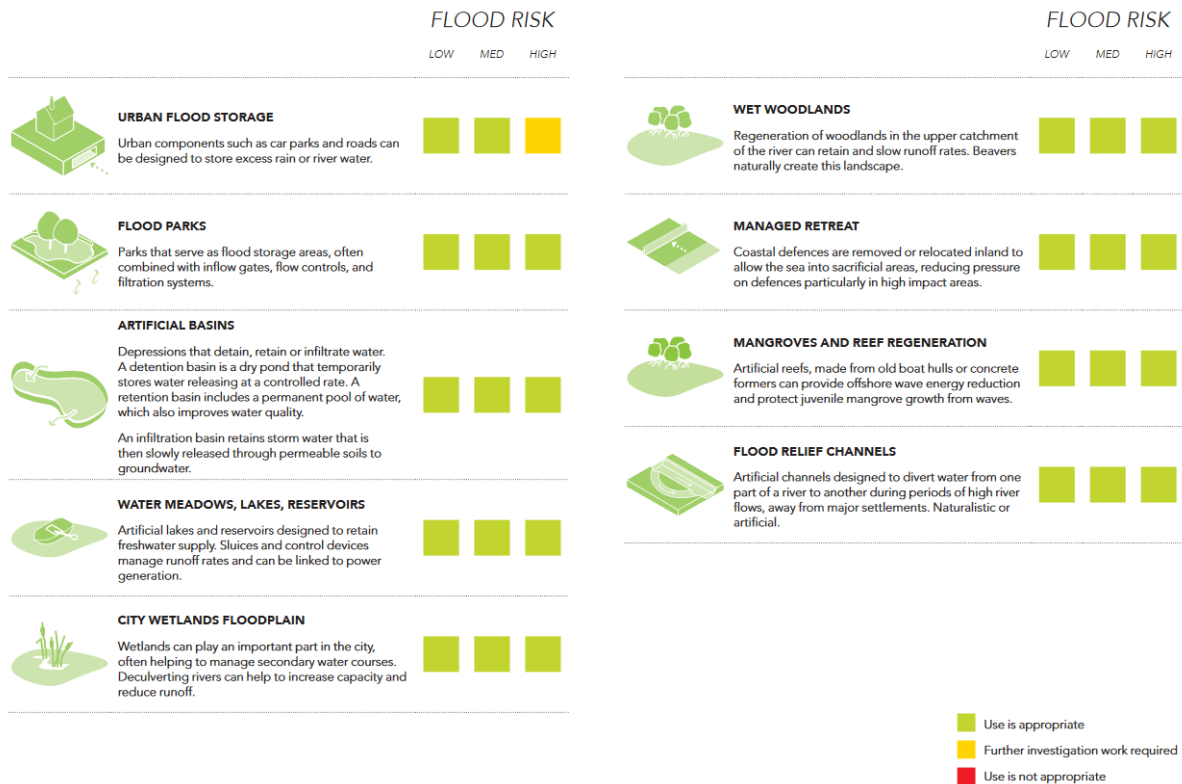 FLOOD RISK
LOW MED HIGH
URBAN FLOOD STORAGE
Urban components such as car parks and roads can
be designed to store excess rain or river water.
FLOOD PARKS
Parks that serve as flood storage areas, often
combined with inflow gates, flow controls, and
filtration systems.
ARTIFICIAL BASINS
Depressions that detain, retain or infiltrate water.
A detention basin is a dry pond that temporarily
stores water releasing at a controlled rate. A
retention basin includes a permanent pool of water,
which also improves water quality.
An infiltration basin retains storm water that is
then slowly released through permeable soils to
groundwater.
WATER MEADOWS, LAKES, RESERVOIRS
Artificial lakes and reservoirs designed to retain
freshwater supply. Sluices and control devices
manage runoff rates and can be linked to power
generation.
CITY WETLANDS FLOODPLAIN
Wetlands can play an important part in the city,
often helping to manage secondary water courses.
Deculverting rivers can help to increase capacity and
reduce runoff.
FLOOD RISK
LOW MED HIGH
WET WOODLANDS
Regeneration of woodlands in the upper catchment
of the river can retain and slow runoff rates. Beavers
naturally create this landscape.
MANAGED RETREAT
Coastal defences are removed or relocated inland to
allow the sea into sacrificial areas, reducing pressure
on defences particularly in high impact areas.
MANGROVES AND REEF REGENERATION
Artificial reefs, made from old boat hulls or concrete
formers can provide offshore wave energy reduction
and protect juvenile mangrove growth from waves.
FLOOD RELIEF CHANNELS
Artificial channels designed to divert water from one
part of a river to another during periods of high river
flows, away from major settlements. Naturalistic or
artificial.
Use is appropriate
Further investigation work required
Use is not appropriate